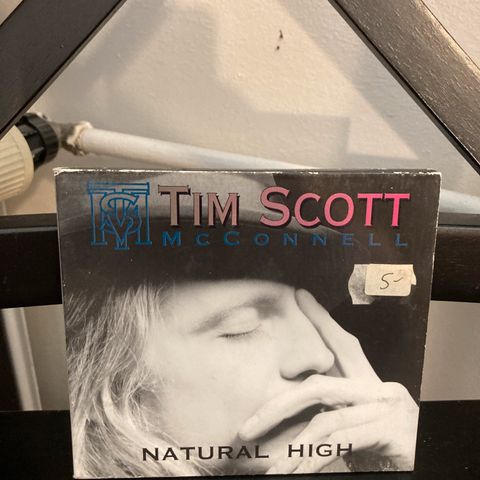 TIM SCOTT
MCCONNELL
5-
NATURAL HIGH